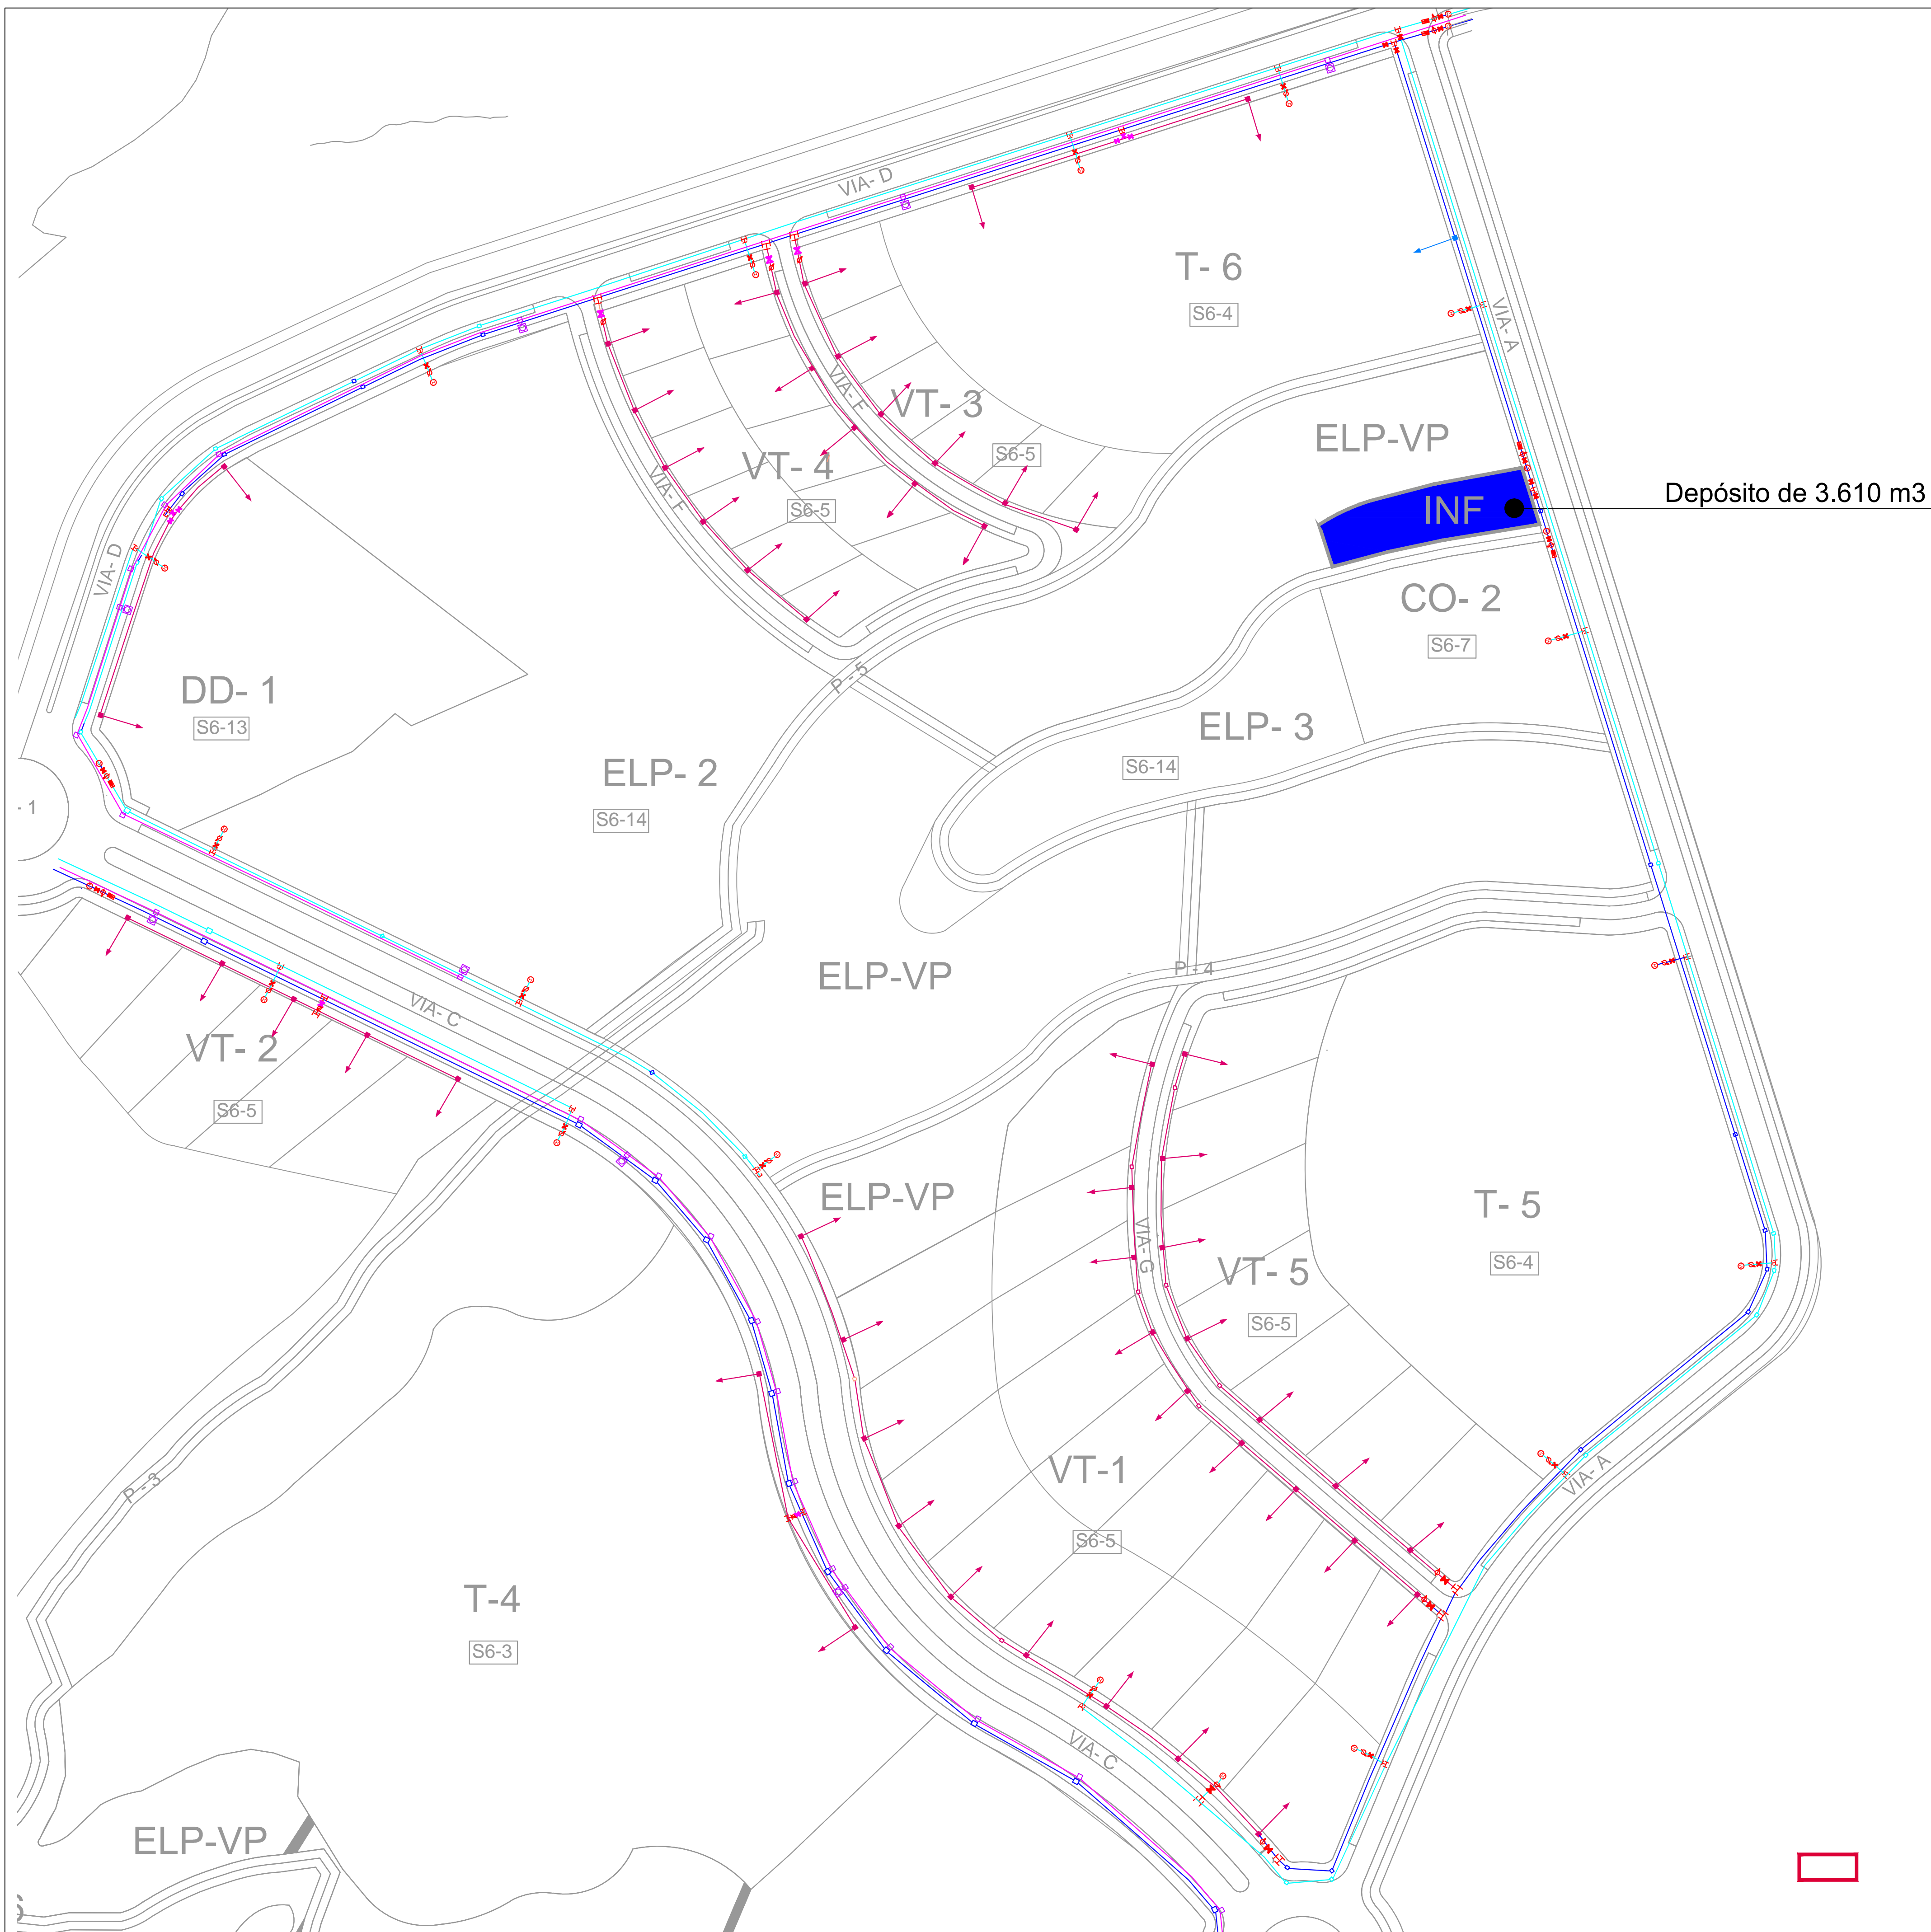 VIA- D
T- 6
S6-4
VIA- A
VIA- E
VT- 3
S6-5
ELP-VP
VT- 4
S6-5
VIA- F
INF
Depósito de 3.610 m3
VIA- D
CO- 2
S6-7
P - 5
DD- 1
S6-13
ELP- 3
S6-14
ELP- 2
S6-14
- 1
ELP-VP
P - 4
VIA- C
VT- 2
S6-5
ELP-VP
T- 5
S6-4
VIA- G
VT- 5
S6-5
VT-1
S6-5
VIA- A
P - 3
T-4
S6-3
VIA- C
ELP-VP